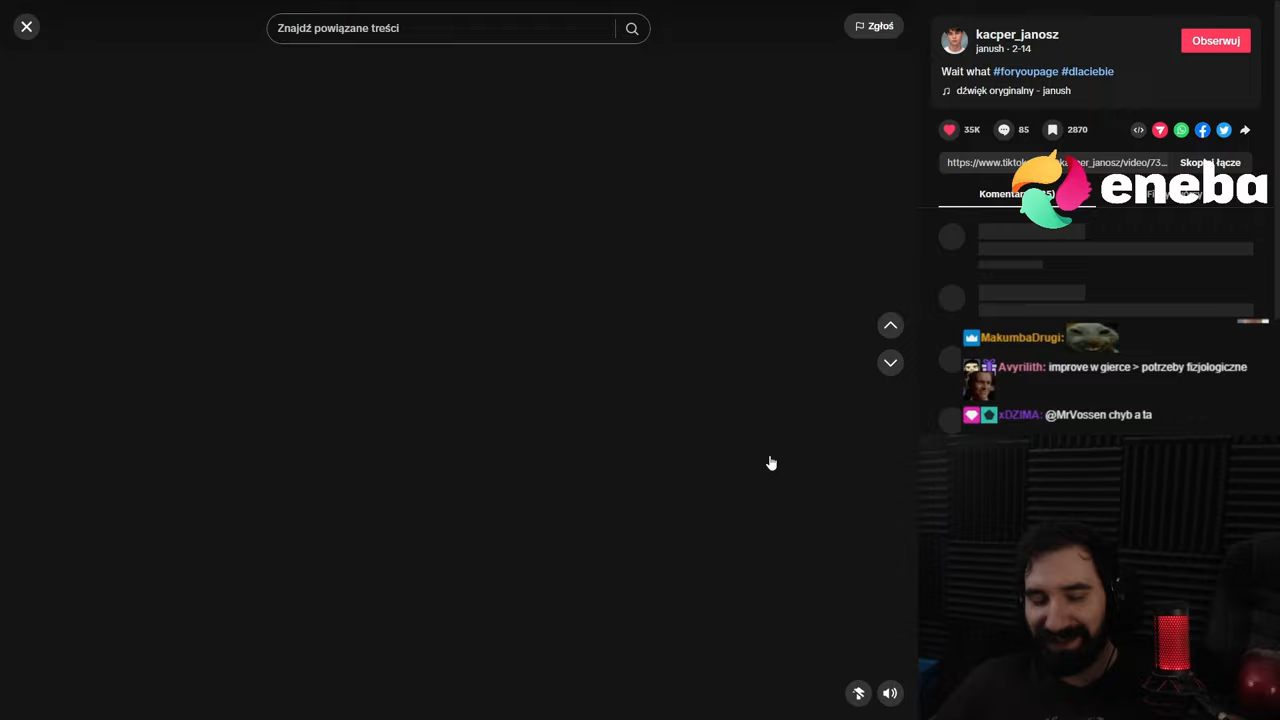 Znajdź powiązane treści
Zgłoś
kacper_janosz
janush · 2-14
Obserwuj
Wait what #foryoupage #dlaciebie
dźwięk oryginalny - janush
35K
85
2870
Skopiuj łącze
eneba
MakumbaDrugi:
Avyrilith: improve w gierce > potrzeby fizjologiczne
xDZIMA: @MrVossen chyb a ta